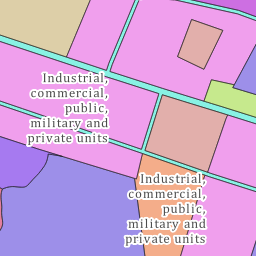 Industrial,
commercial,
public,
military and
private units
Industrial,
commercial,
public,
military and
private units